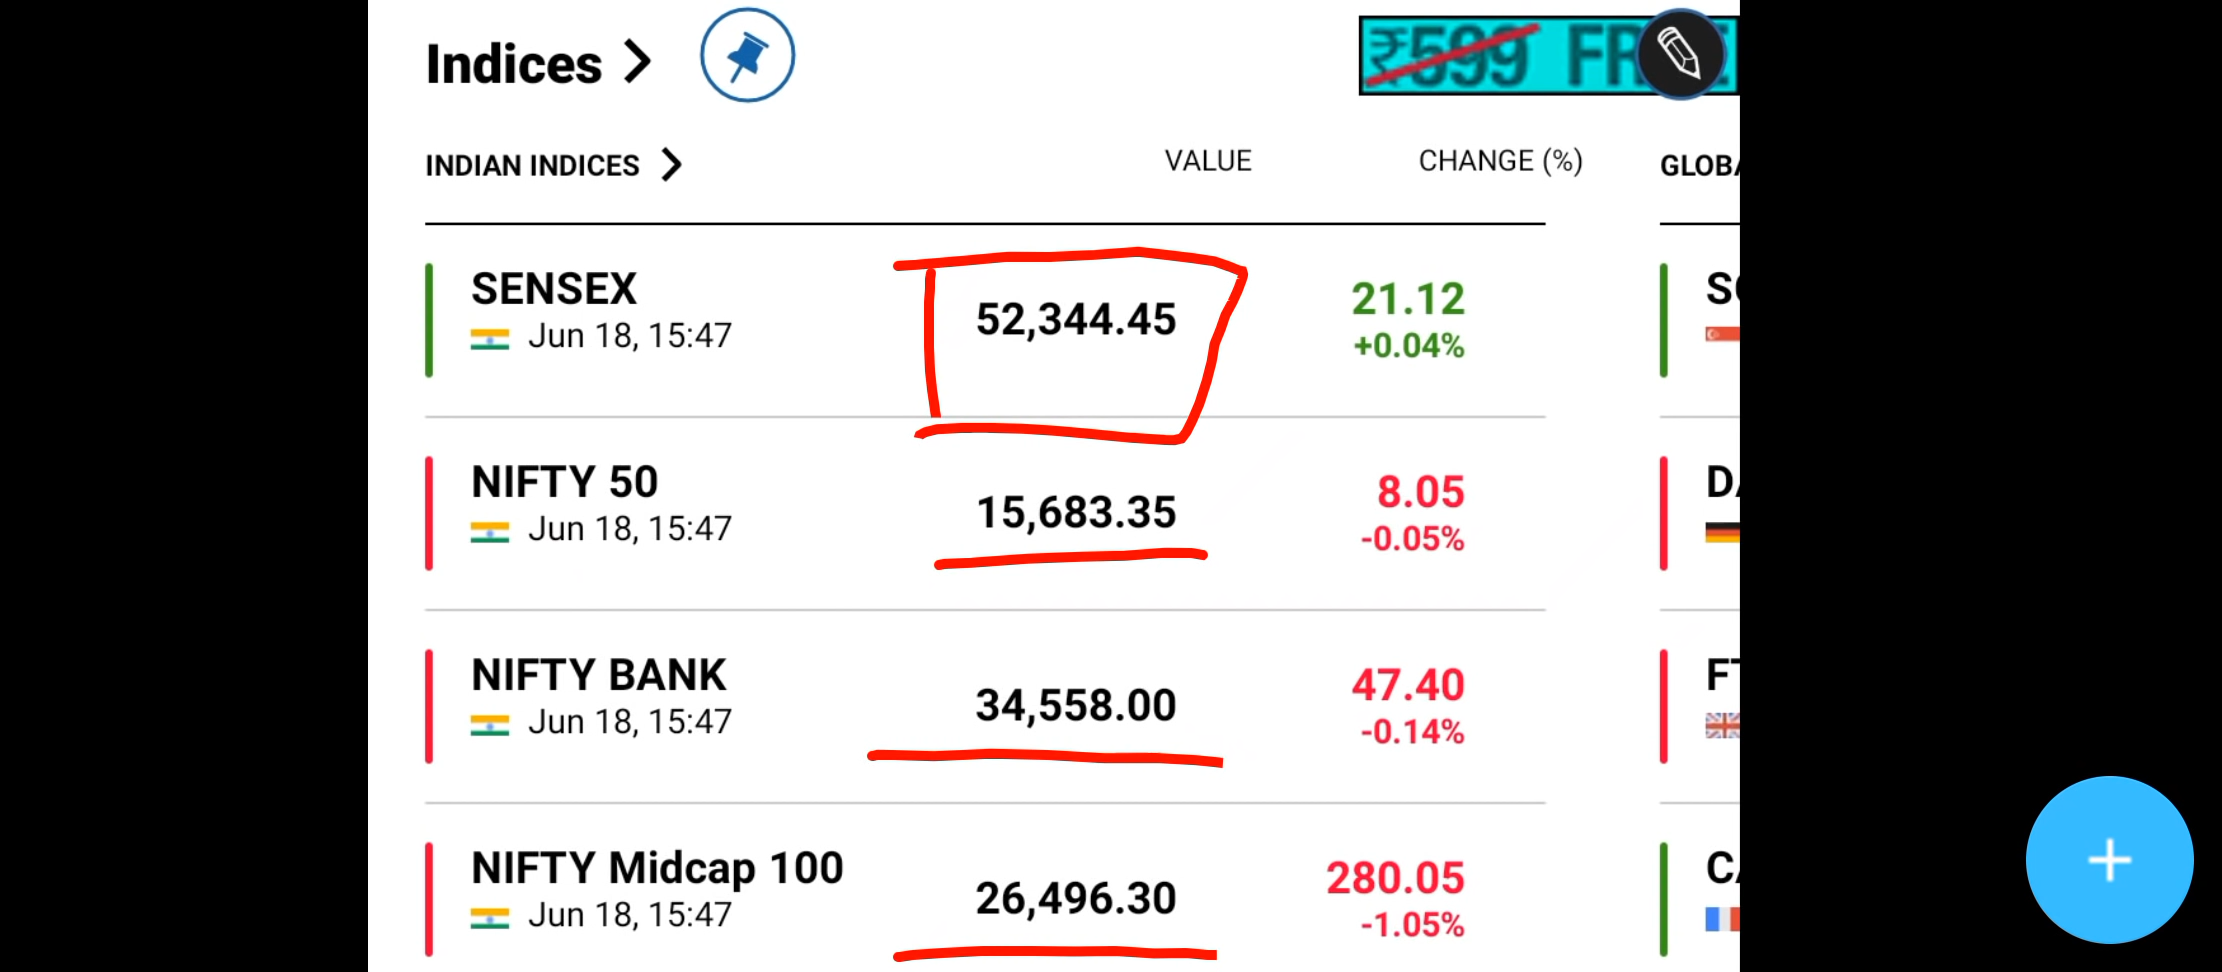 Indices
₹599 FR
INDIAN INDICES VALUE CHANGE (%)
SENSEX 52,344.45 21.12
Jun 18, 15:47 +0.04%
NIFTY 50 15,683.35 8.05
Jun 18, 15:47 -0.05%
NIFTY BANK 34,558.00 47.40
Jun 18, 15:47 -0.14%
NIFTY Midcap 100 26,496.30 280.05
Jun 18, 15:47 -1.05%